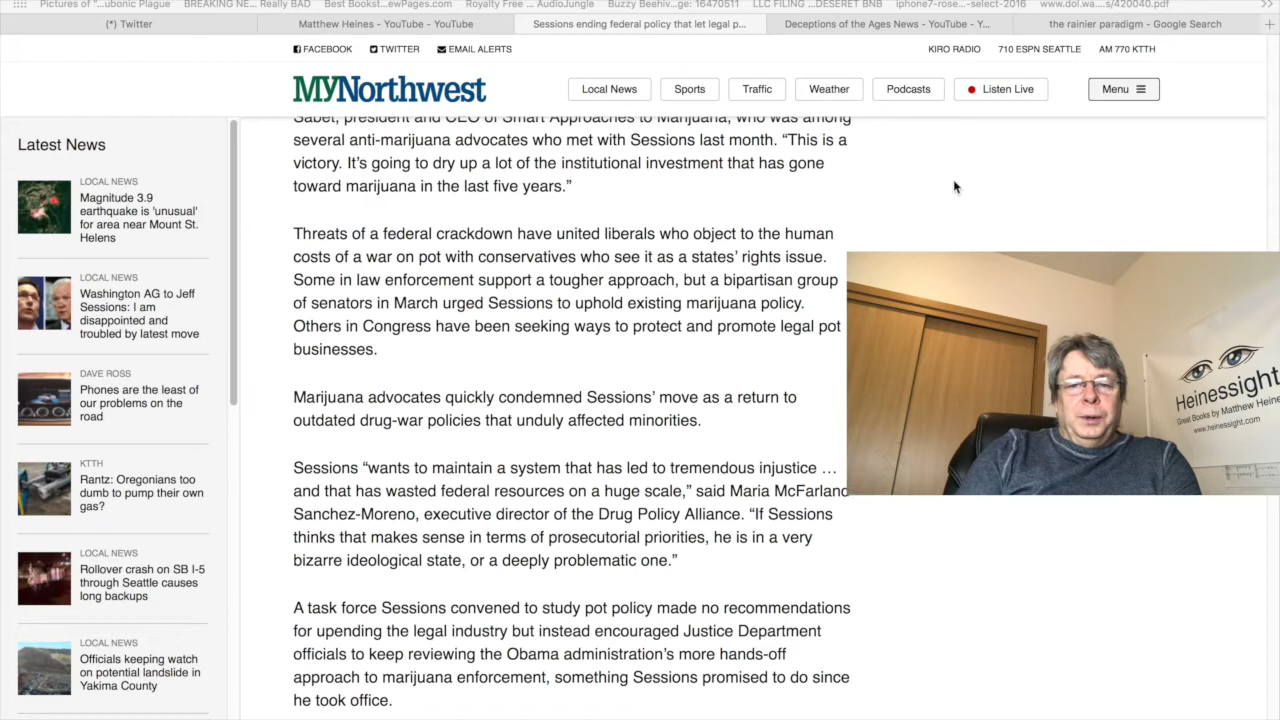 Pictures of "...ubonic Plague
BREAKING NE... Really BAD
Best Bookst...ewPages.com
Royalty Free ... AudioJungle
Buzzy Beehiv...ge: 16470511
LLC FILING ...DESERET BNB
iphone7-rose...-select-2016
www.dol.wa...s/420040.pdf
(*) Twitter
Matthew Heines - YouTube - YouTube
Sessions ending federal policy that let legal p...
Deceptions of the Ages News - YouTube - Y...
the rainier paradigm - Google Search
FACEBOOK
TWITTER
EMAIL ALERTS
KIRO RADIO
710 ESPN SEATTLE
AM 770 KTTH
MYNorthwest
Local News
Sports
Traffic
Weather
Podcasts
Listen Live
Menu
Latest News
LOCAL NEWS
Magnitude 3.9
earthquake is 'unusual'
for area near Mount St.
Helens
LOCAL NEWS
Washington AG to Jeff
Sessions: I am
disappointed and
troubled by latest move
DAVE ROSS
Phones are the least of
our problems on the
road
KTTH
Rantz: Oregonians too
dumb to pump their own
gas?
LOCAL NEWS
Rollover crash on SB I-5
through Seattle causes
long backups
LOCAL NEWS
Officials keeping watch
on potential landslide in
Yakima County
Sabet, president and CEO of Smart Approaches to Marijuana, who was among
several anti-marijuana advocates who met with Sessions last month. “This is a
victory. It’s going to dry up a lot of the institutional investment that has gone
toward marijuana in the last five years.”
Threats of a federal crackdown have united liberals who object to the human
costs of a war on pot with conservatives who see it as a states’ rights issue.
Some in law enforcement support a tougher approach, but a bipartisan group
of senators in March urged Sessions to uphold existing marijuana policy.
Others in Congress have been seeking ways to protect and promote legal pot
businesses.
Marijuana advocates quickly condemned Sessions’ move as a return to
outdated drug-war policies that unduly affected minorities.
Sessions “wants to maintain a system that has led to tremendous injustice …
and that has wasted federal resources on a huge scale,” said Maria McFarland
Sanchez-Moreno, executive director of the Drug Policy Alliance. “If Sessions
thinks that makes sense in terms of prosecutorial priorities, he is in a very
bizarre ideological state, or a deeply problematic one.”
A task force Sessions convened to study pot policy made no recommendations
for upending the legal industry but instead encouraged Justice Department
officials to keep reviewing the Obama administration’s more hands-off
approach to marijuana enforcement, something Sessions promised to do since
he took office.
Heinessight
Great Books by Matthew Heine
www.heinessight.com